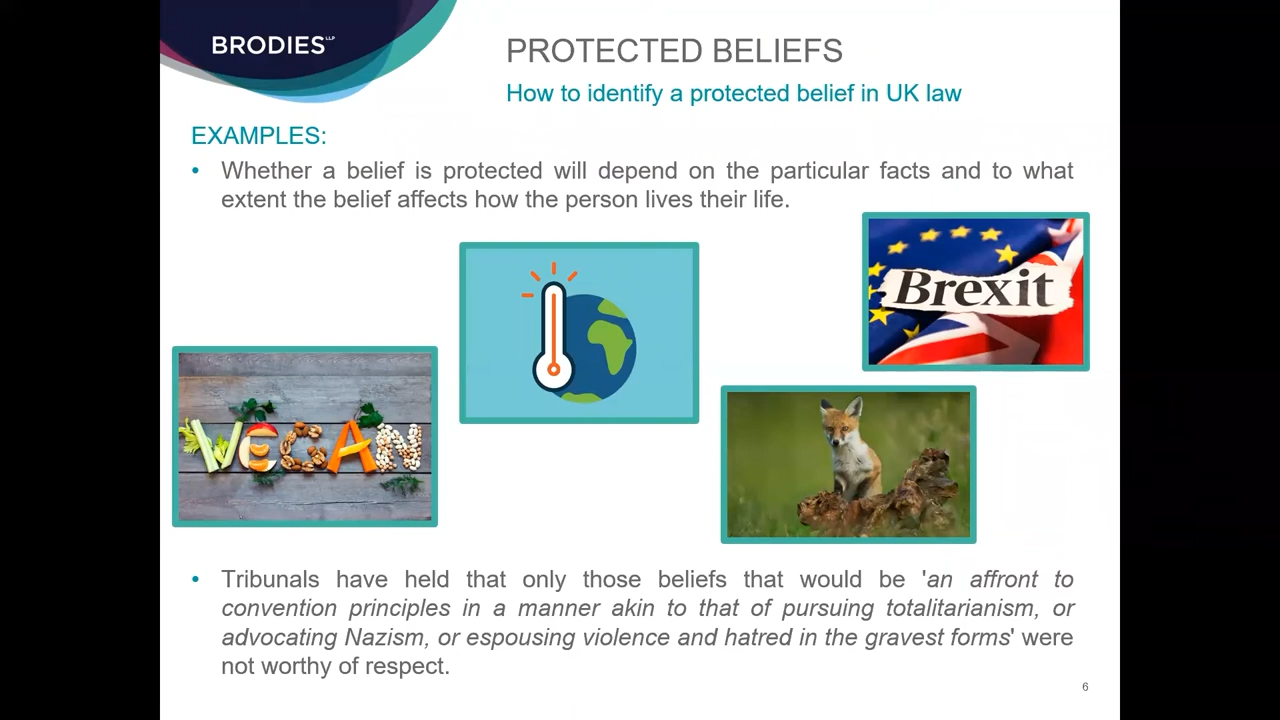 BRODIES LLP
PROTECTED BELIEFS
How to identify a protected belief in UK law
EXAMPLES:
• Whether a belief is protected will depend on the particular facts and to what
extent the belief affects how the person lives their life.
Brexit
VEGAN
• Tribunals have held that only those beliefs that would be 'an affront to
convention principles in a manner akin to that of pursuing totalitarianism, or
advocating Nazism, or espousing violence and hatred in the gravest forms' were
not worthy of respect.
6